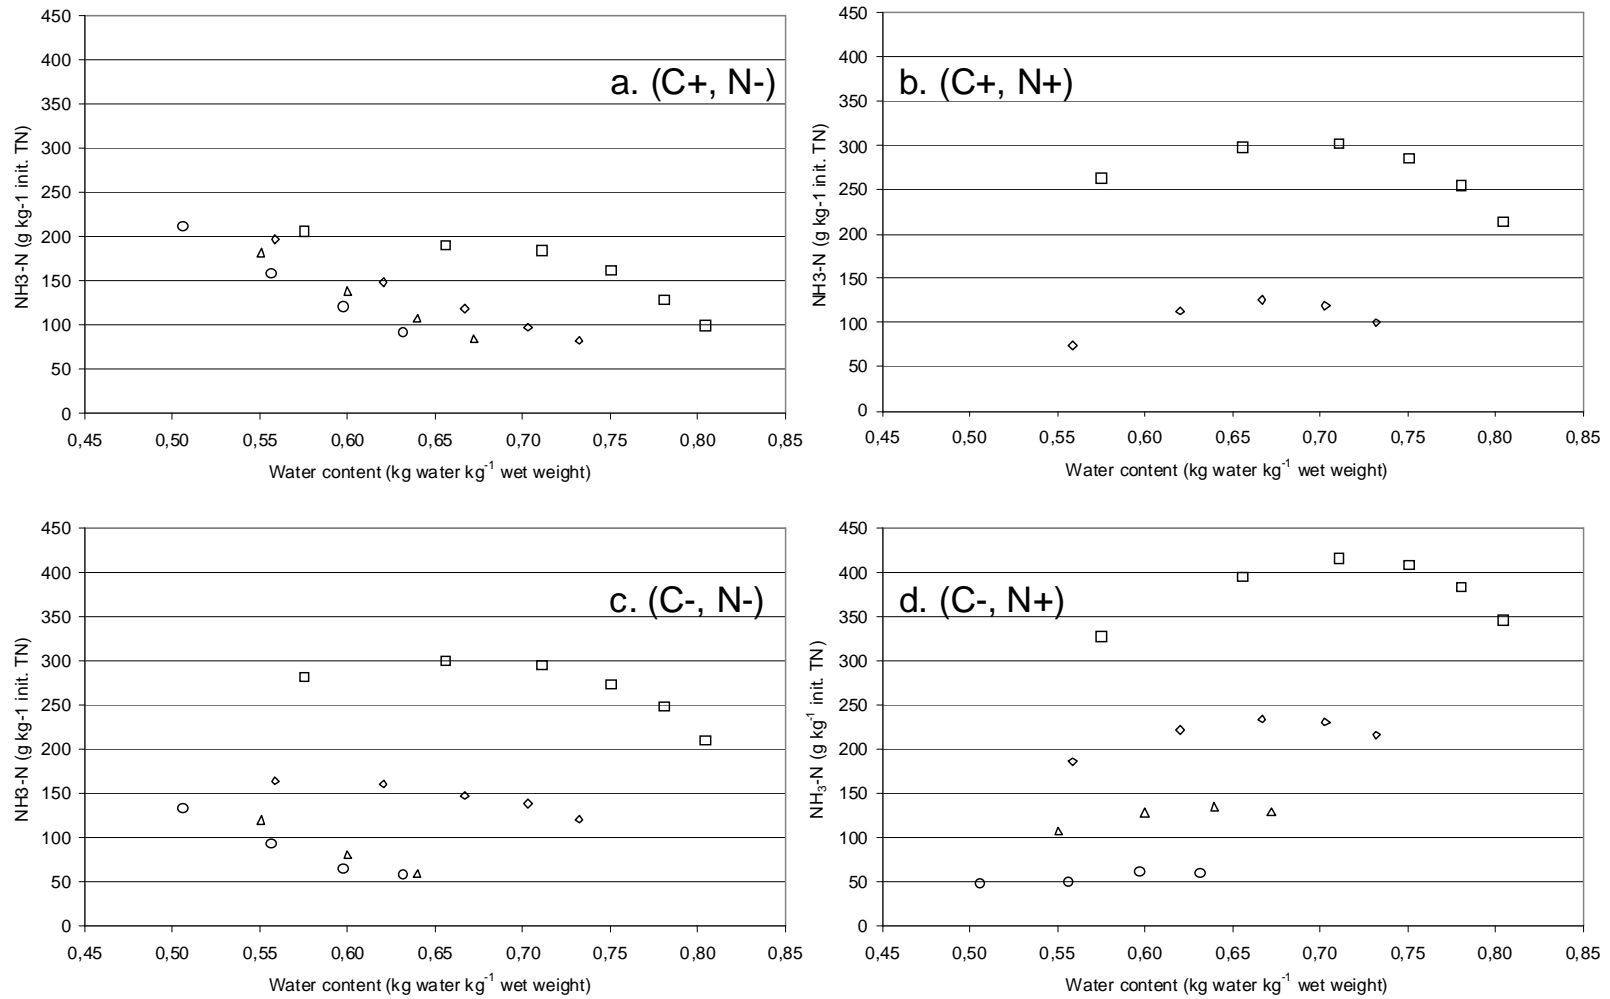 450
400
350
300
250
200
150
100
50
0
a. (C+, N-)
NH3-N (g kg-1 init. TN)
0,45 0,50 0,55 0,60 0,65 0,70 0,75 0,80 0,85
Water content (kg water kg-1 wet weight)
450
400
350
300
250
200
150
100
50
0
b. (C+, N+)
NH3-N (g kg-1 init. TN)
0,45 0,50 0,55 0,60 0,65 0,70 0,75 0,80 0,85
Water content (kg water kg-1 wet weight)
450
400
350
300
250
200
150
100
50
0
c. (C-, N-)
NH3-N (g kg-1 init. TN)
0,45 0,50 0,55 0,60 0,65 0,70 0,75 0,80 0,85
Water content (kg water kg-1 wet weight)
450
400
350
300
250
200
150
100
50
0
d. (C-, N+)
NH3-N (g kg-1 init. TN)
0,45 0,50 0,55 0,60 0,65 0,70 0,75 0,80 0,85
Water content (kg water kg-1 wet weight)